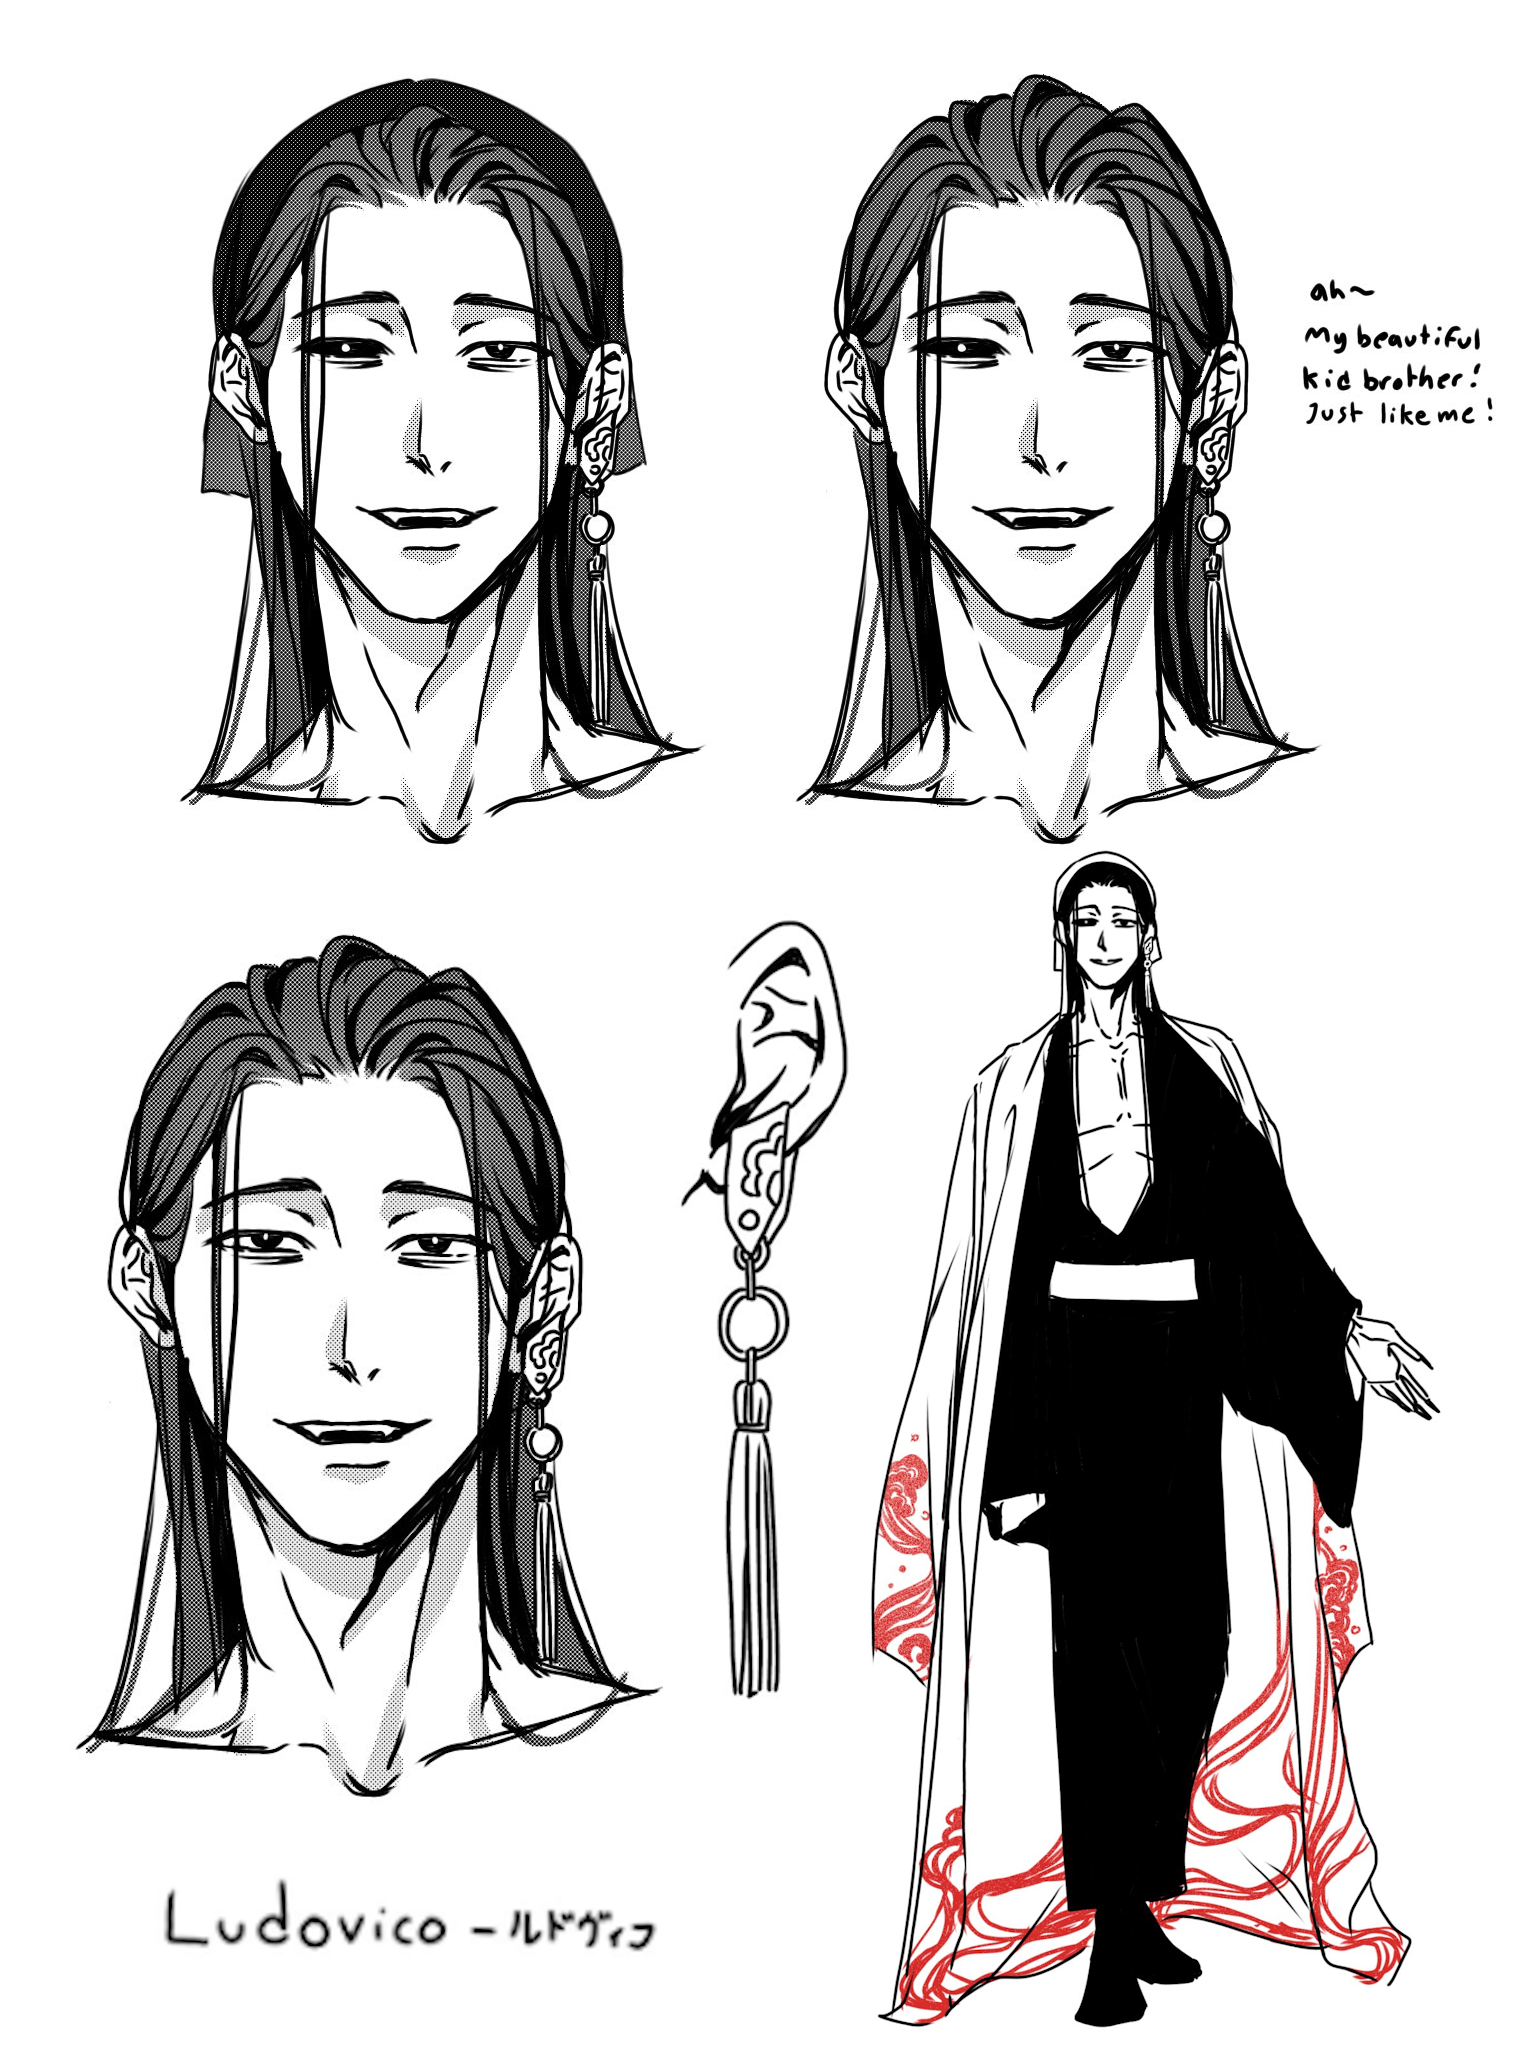 ah~
My beautiful
kid brother!
Just like me!
Ludovico - ルドヴィコ